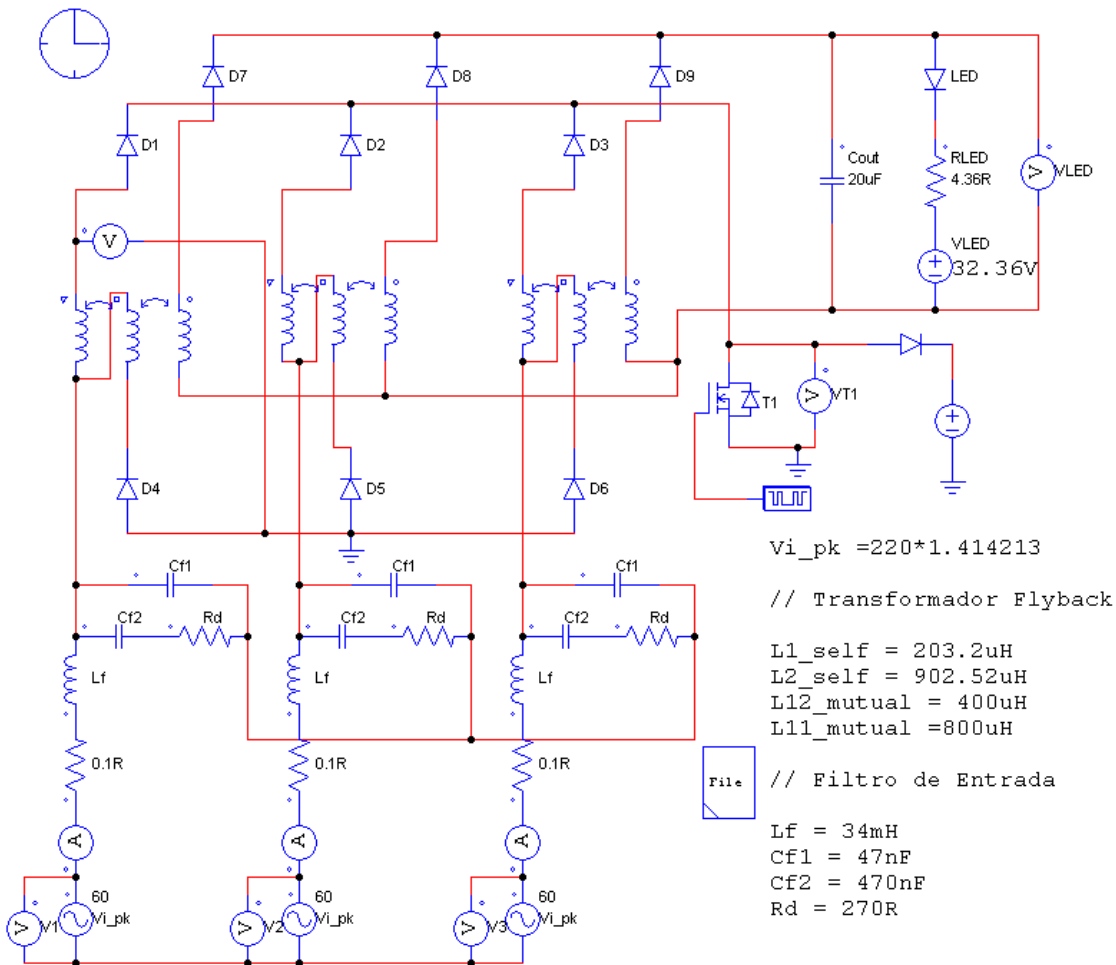 D7
D8
D9
LED
D1
D2
D3
Cout
20uF
RLED
4.36R
V
VLED
V
VLED
32.36V
T1
V
VT1
D4
D5
D6
Vi_pk =220*1.414213
Cf1
Cf1
Cf1
// Transformador Flyback
Cf2
Rd
Cf2
Rd
Cf2
Rd
L1_self = 203.2uH
Lf
Lf
Lf
L2_self = 902.52uH
L12_mutual = 400uH
L11_mutual =800uH
0.1R
0.1R
0.1R
File
// Filtro de Entrada
A
A
A
Lf = 34mH
Cf1 = 47nF
Cf2 = 470nF
Rd = 270R
60
60
60
V
V1
Vi_pk
V
V2
Vi_pk
V
V3
Vi_pk